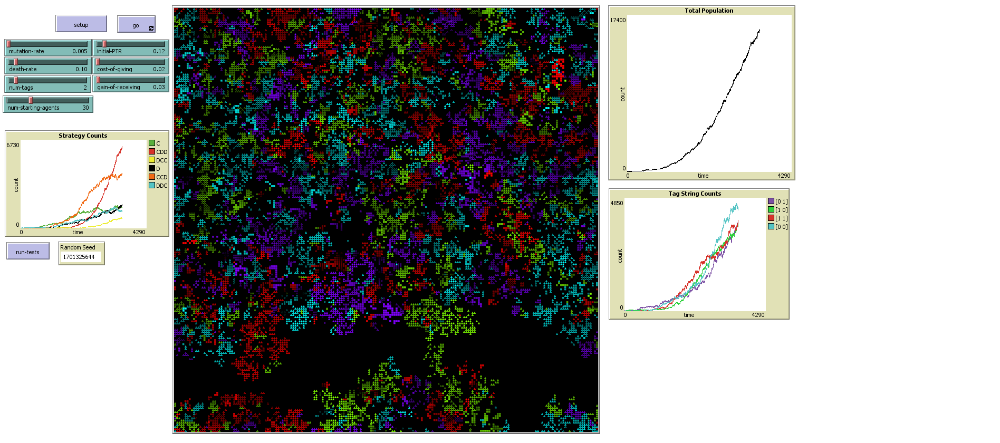 setup
go
mutation-rate 0.005
initial-PTR 0.12
death-rate 0.10
cost-of-giving 0.02
num-tags 2
gain-of-receiving 0.03
num-starting-agents 30
Strategy Counts
6730
0
count
0
time
4290
C
CDD
DCC
D
CCD
DDC
run-tests
Random Seed
1701325644
Total Population
17400
0
count
0
time
4290
Tag String Counts
4850
0
count
0
time
4290
[0 1]
[1 0]
[1 1]
[0 0]